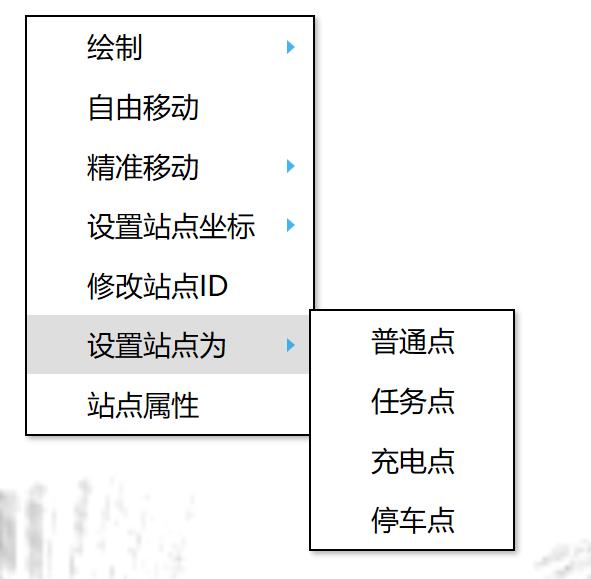 绘制
自由移动
精准移动
设置站点坐标
修改站点ID
设置站点为
站点属性
普通点
任务点
充电点
停车点